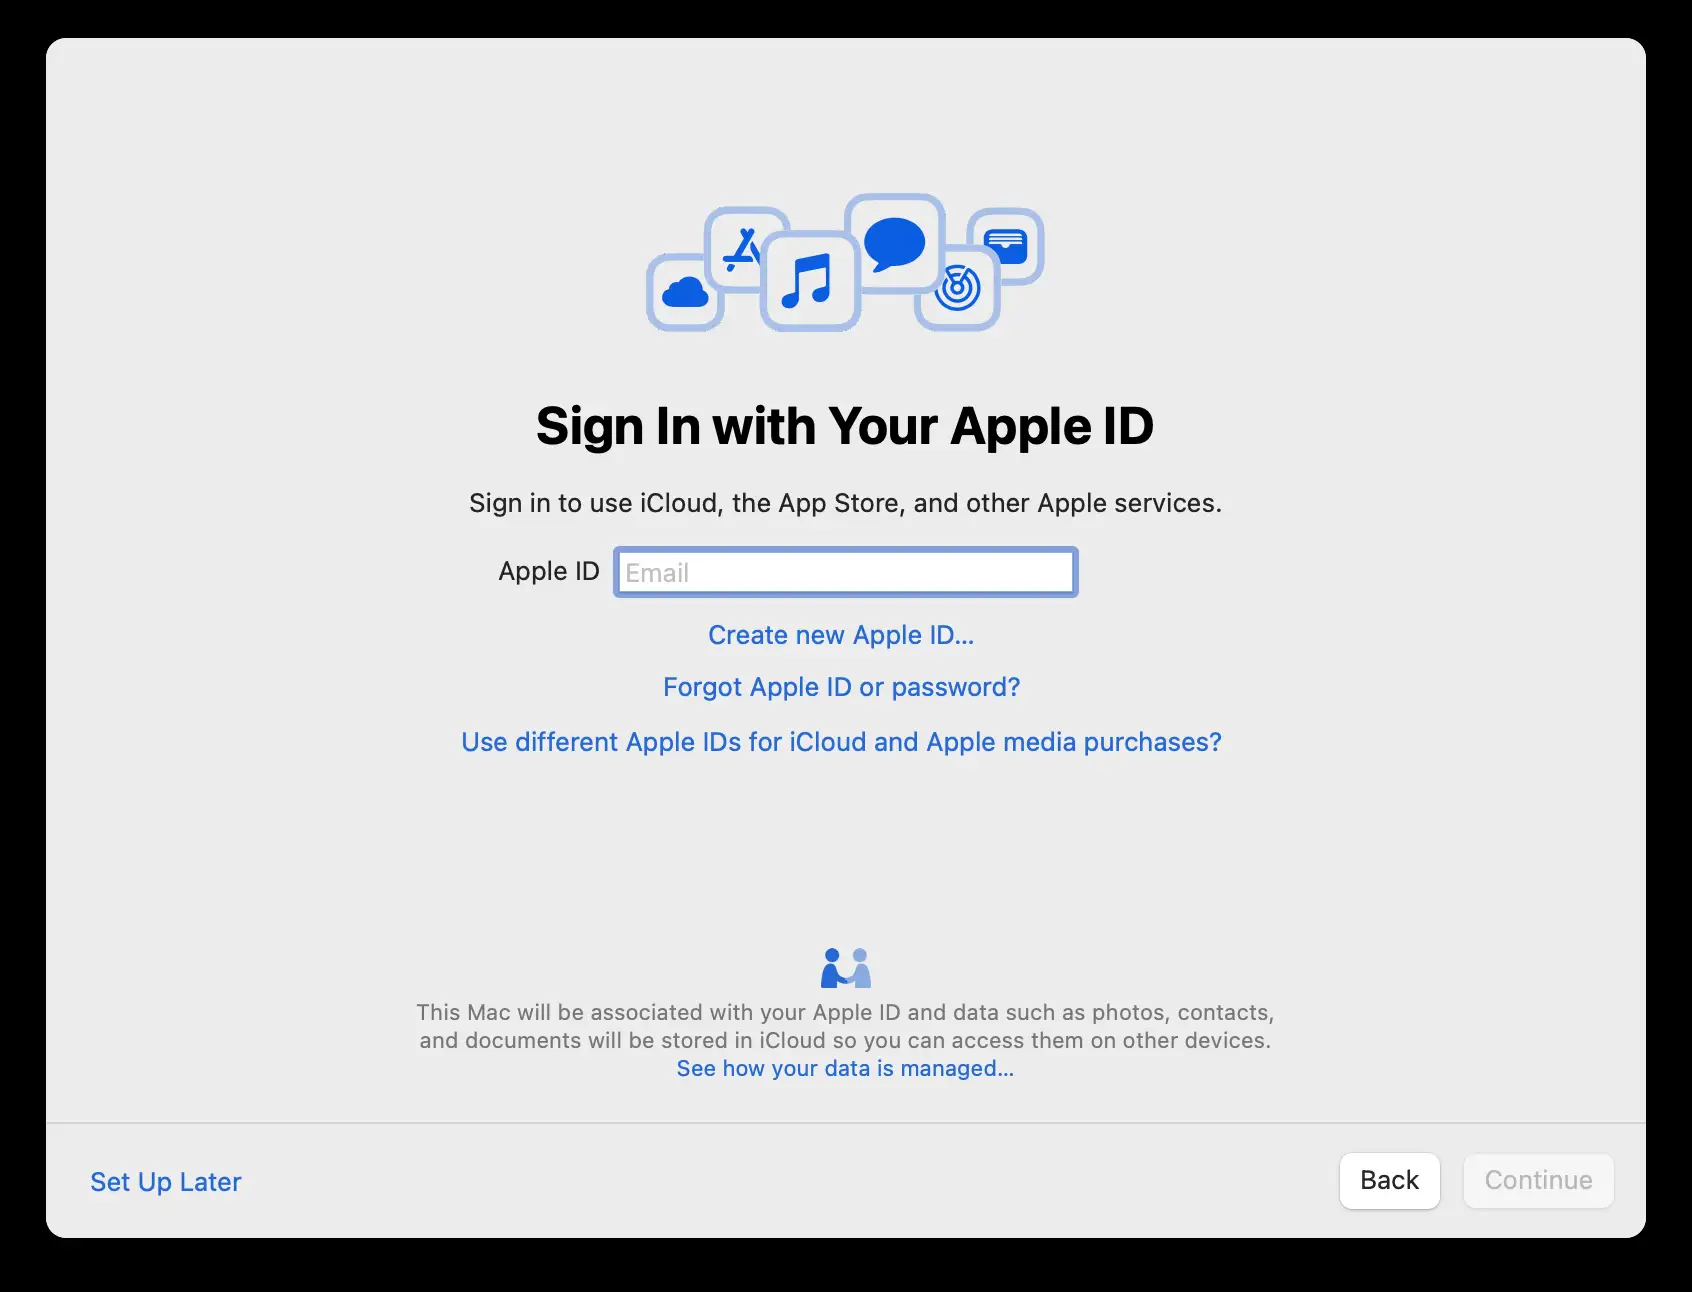 Sign In with Your Apple ID
Sign in to use iCloud, the App Store, and other Apple services.
Apple ID Email
Create new Apple ID...
Forgot Apple ID or password?
Use different Apple IDs for iCloud and Apple media purchases?
This Mac will be associated with your Apple ID and data such as photos, contacts,
and documents will be stored in iCloud so you can access them on other devices.
See how your data is managed...
Set Up Later
Back
Continue